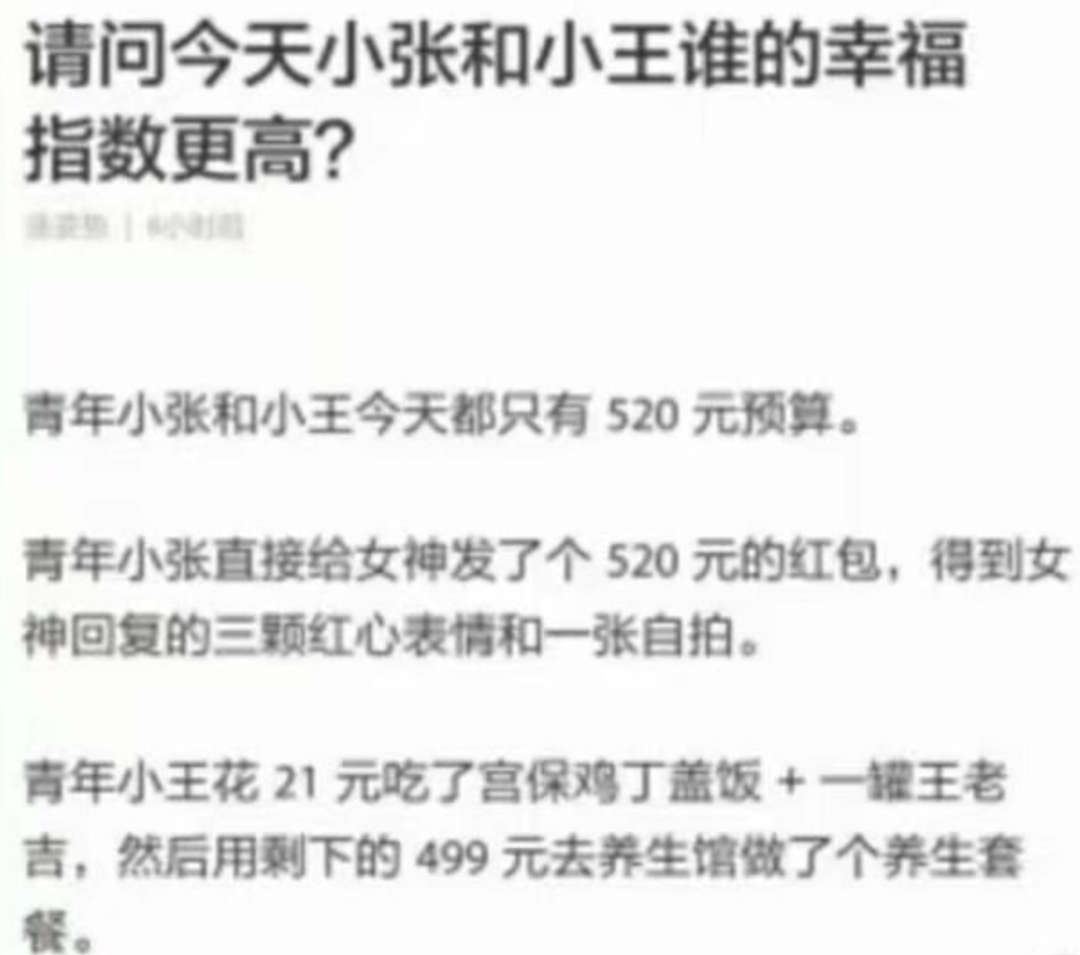 请问今天小张和小王谁的幸福
指数更高?
青年小张和小王今天都只有 520 元预算。
青年小张直接给女神发了个 520 元的红包，得到女
神回复的三颗红心表情和一张自拍。
青年小王花 21 元吃了宫保鸡丁盖饭 + 一罐王老
吉，然后用剩下的 499 元去养生馆做了个养生套
餐。